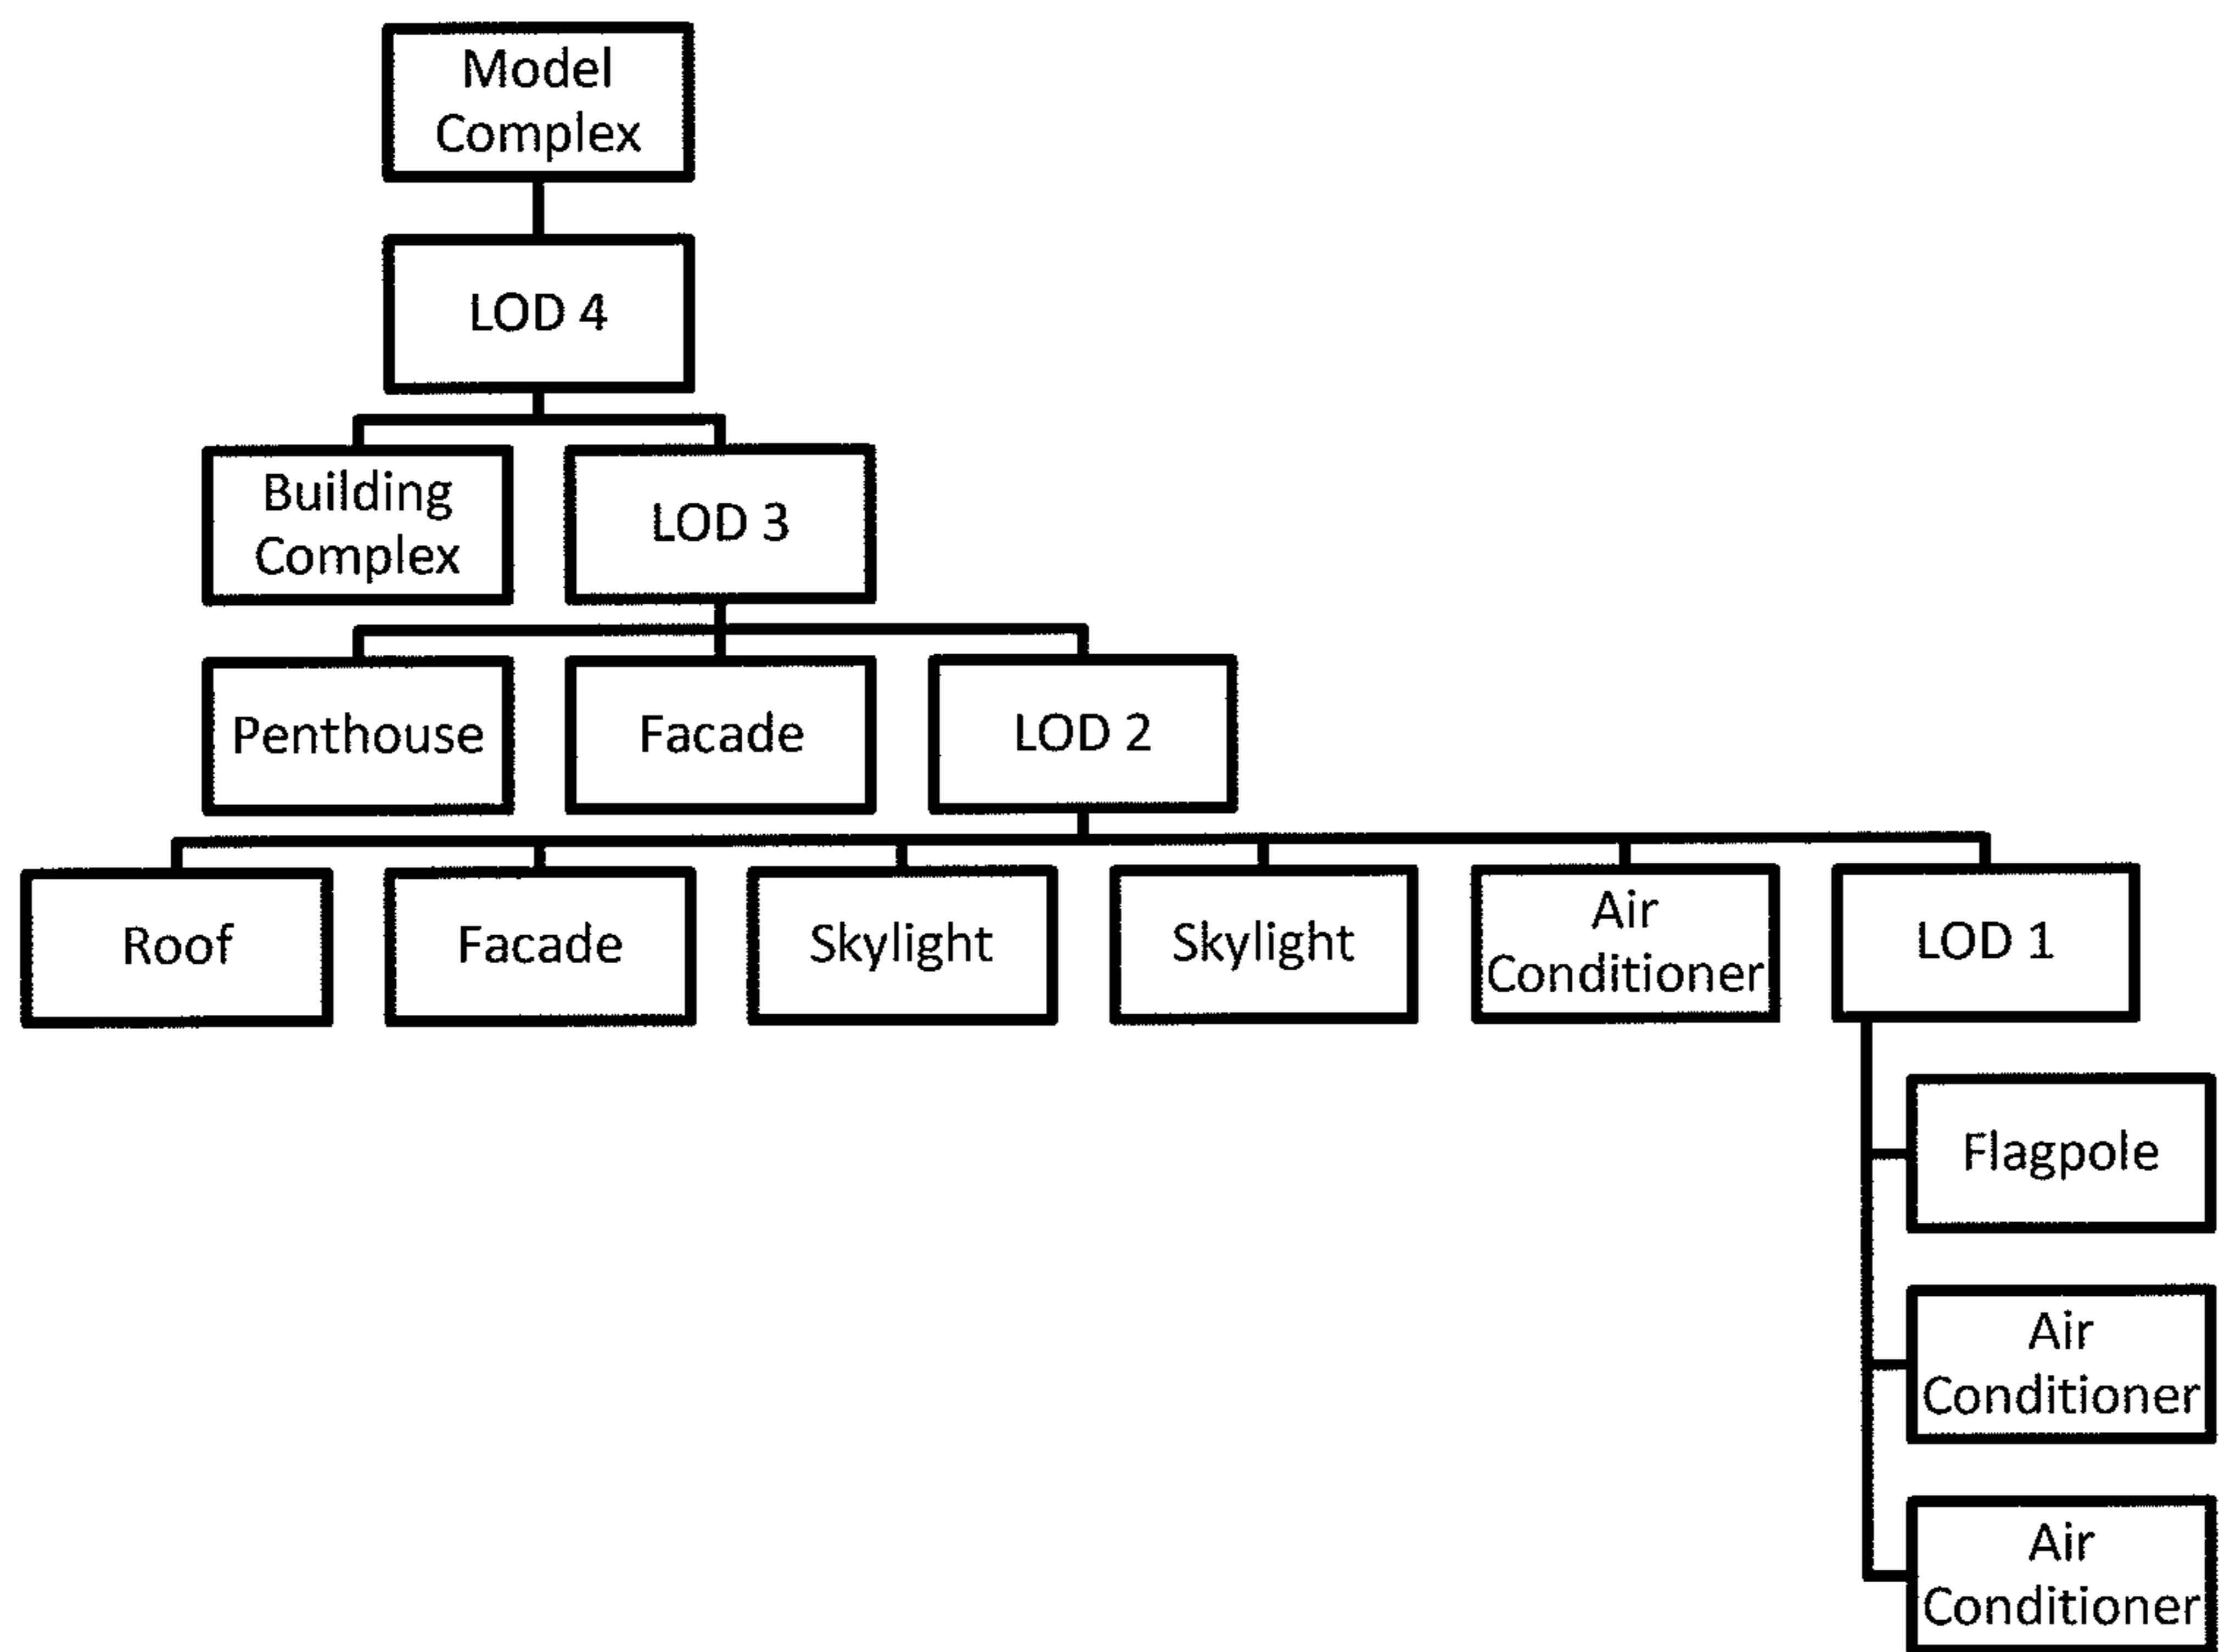 Model
Complex
LOD 4
Building
Complex
LOD 3
Penthouse
Facade
LOD 2
Roof
Facade
Skylight
Skylight
Air
Conditioner
LOD 1
Flagpole
Air
Conditioner
Air
Conditioner